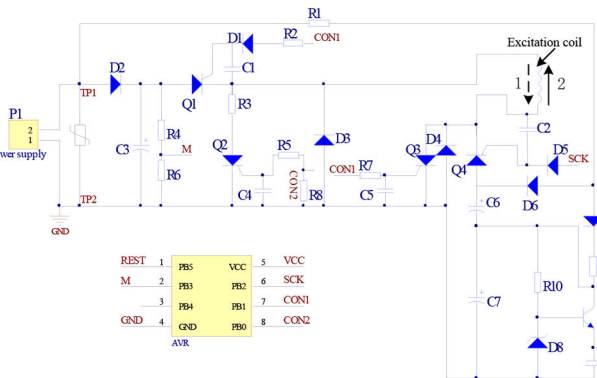 R1
D1
R2
CON1
Excitation coil
D2
C1
1
2
TP1
P1
Q1
R3
2
1
wer supply
R4
C3
M
Q2
R5
D3
Q3
D4
C2
R6
CON1
R7
Q4
D5
SCK
CON2
TP2
C4
R8
C5
D6
C6
GND
REST 1 PB5 VCC 5 VCC
M 2 PB3 PB2 6 SCK
3 PB4 PB1 7 CON1
GND 4 GND PB0 8 CON2
AVR
R10
C7
D8